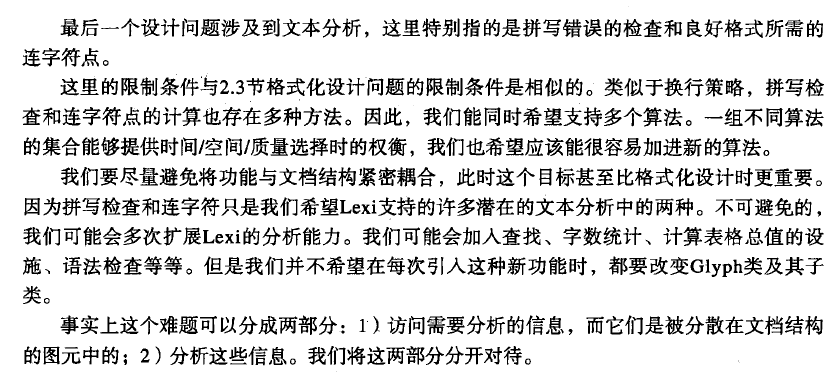 最后一个设计问题涉及到文本分析，这里特别指的是拼写错误的检查和良好格式所需的
连字符点。
这里的限制条件与2.3节格式化设计问题的限制条件是相似的。类似于换行策略，拼写检
查和连字符点的计算也存在多种方法。因此，我们能同时希望支持多个算法。一组不同算法
的集合能够提供时间/空间/质量选择时的权衡，我们也希望应该能很容易加进新的算法。
我们要尽量避免将功能与文档结构紧密耦合，此时这个目标甚至比格式化设计时更重要。
因为拼写检查和连字符只是我们希望Lexi支持的许多潜在的文本分析中的两种。不可避免的，
我们可能会多次扩展Lexi的分析能力。我们可能会加入查找、字数统计、计算表格总值的设
施、语法检查等等。但是我们并不希望在每次引入这种新功能时，都要改变Glyph类及其子
类。
事实上这个难题可以分成两部分：1）访问需要分析的信息，而它们是被分散在文档结构
的图元中的；2）分析这些信息。我们将这两部分分开对待。